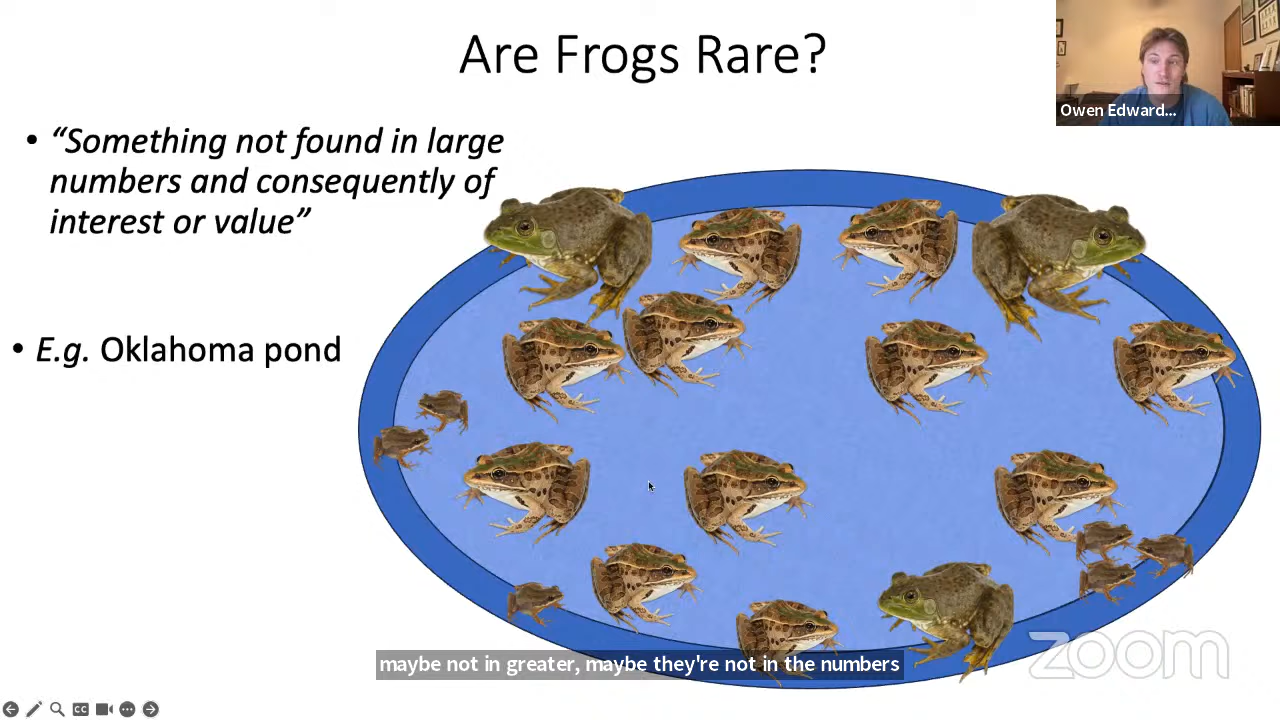 Are Frogs Rare?
Owen Edward...
• “Something not found in large
numbers and consequently of
interest or value”
• E.g. Oklahoma pond
maybe not in greater, maybe they're not in the numbers
zoom
CC